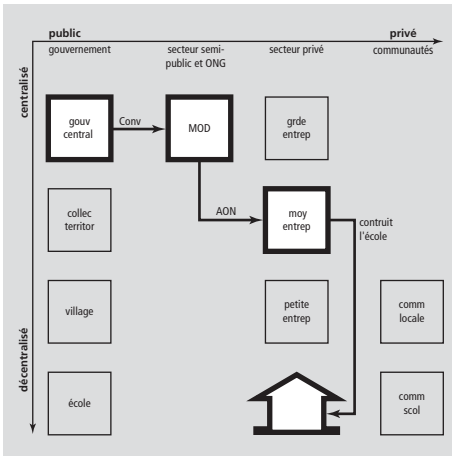 public
privé
gouvernement
secteur semi-
public et ONG
secteur privé
communautés
centralisé
gouv
central
Conv
MOD
grde
entrep
collec
territor
AON
moy
entrep
contruit
l'école
village
petite
entrep
comm
locale
décentralisé
école
comm
scol